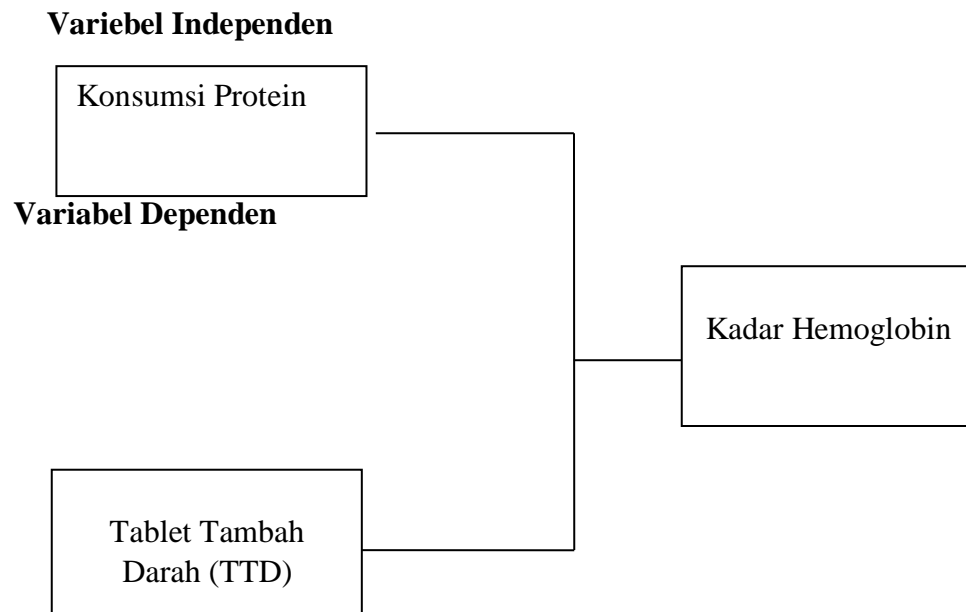 Variebel Independen
Konsumsi Protein
Variabel Dependen
Kadar Hemoglobin
Tablet Tambah
Darah (TTD)